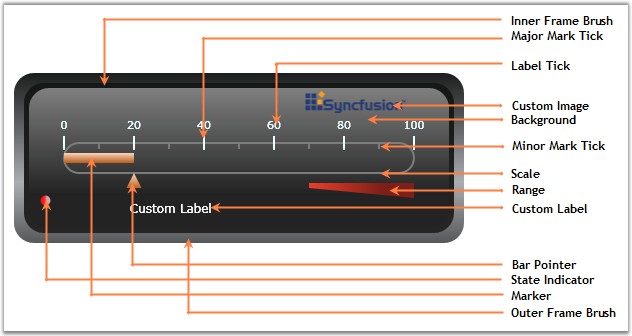 Inner Frame Brush
Major Mark Tick
Label Tick
Syncfusion
Custom Image
Background
0 20 40 60 80 100
Minor Mark Tick
Scale
Range
Custom Label
Custom Label
Bar Pointer
State Indicator
Marker
Outer Frame Brush